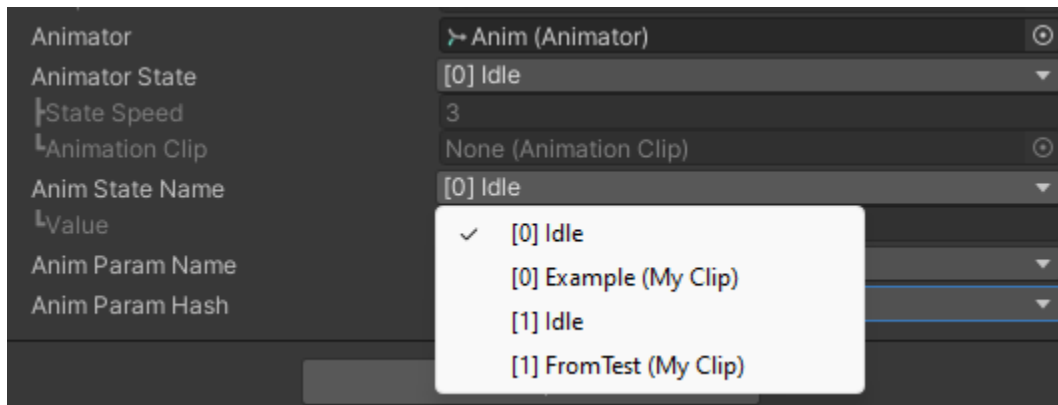 Animator
Anim (Animator)
Animator State
[0] Idle
State Speed
3
Animation Clip
None (Animation Clip)
Anim State Name
[0] Idle
Value
[0] Idle
[0] Example (My Clip)
Anim Param Name
[1] Idle
Anim Param Hash
[1] FromTest (My Clip)